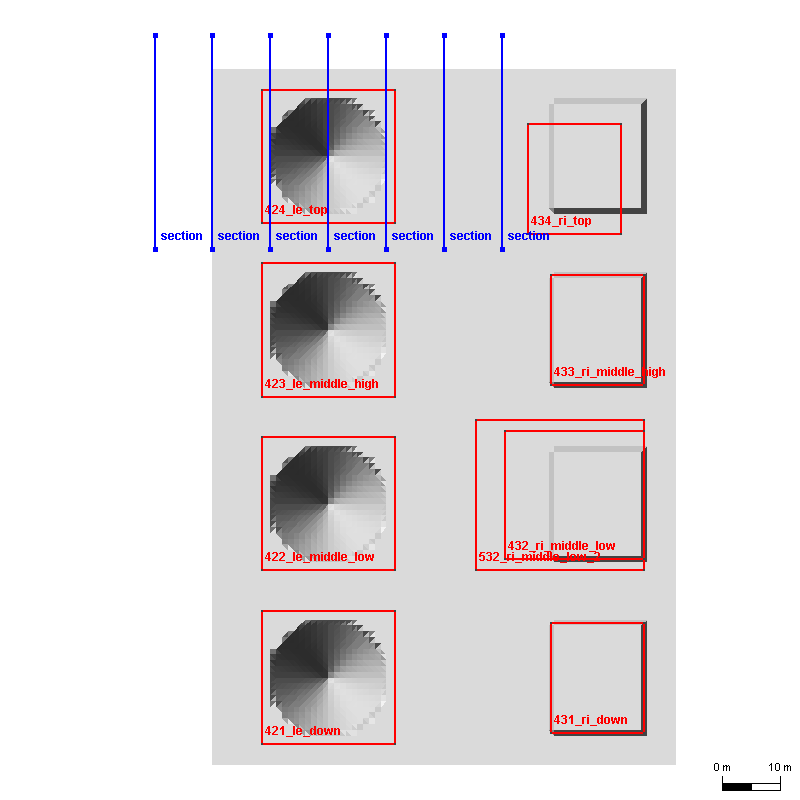 424_le_top
434_ri_top
section section section section section section section
423_le_middle_high
433_ri_middle_high
432_ri_middle_low
422_le_middle_low
532_ri_middle_low_2
431_ri_down
421_le_down
0 m 10 m